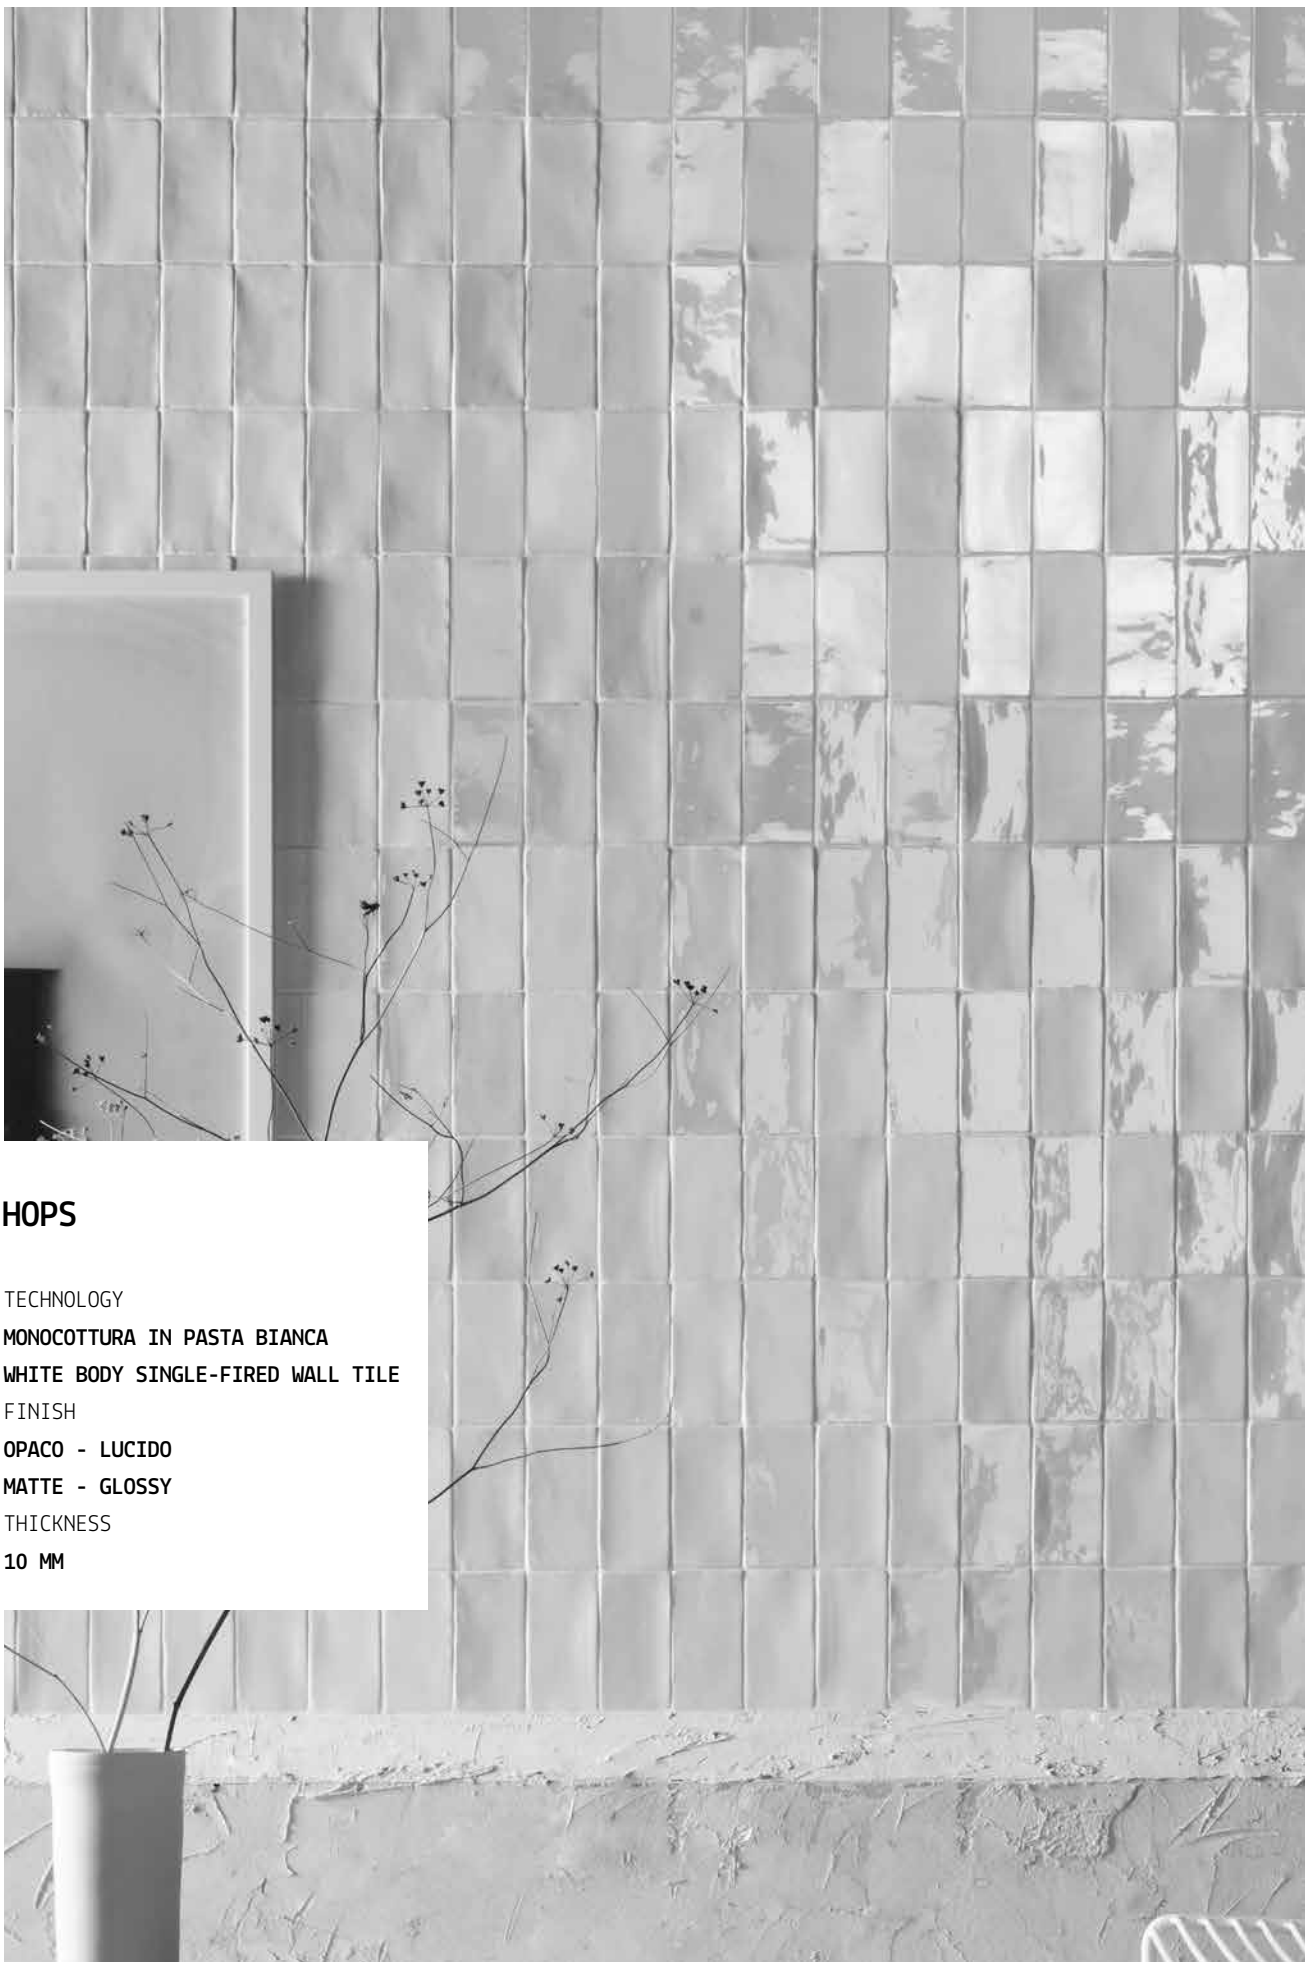 HOPS
TECHNOLOGY
MONOCOTTURA IN PASTA BIANCA
WHITE BODY SINGLE-FIRED WALL TILE
FINISH
OPACO - LUCIDO
MATTE - GLOSSY
THICKNESS
10 MM